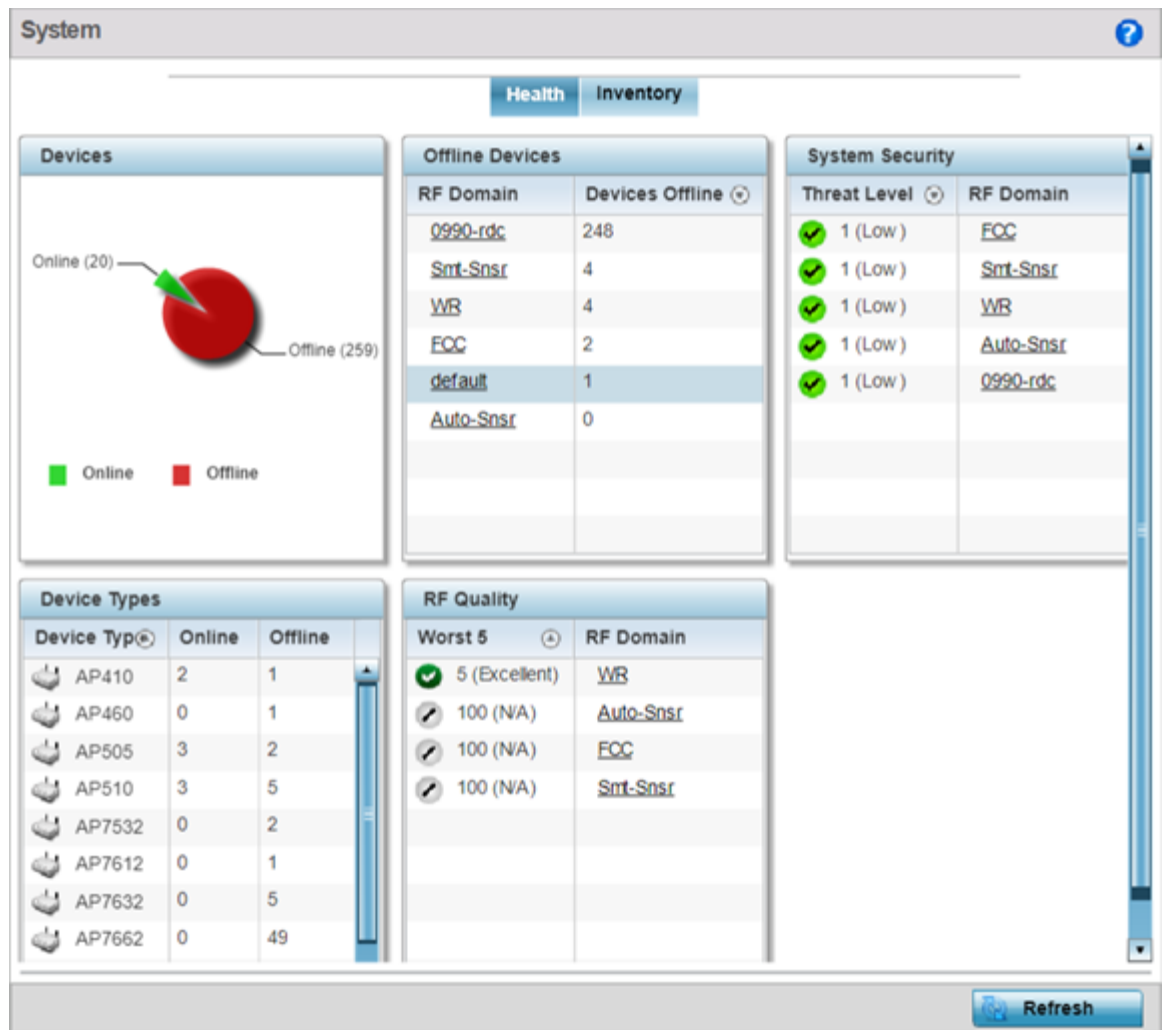 System
?
Health Inventory
Devices
Online (20)
Offline (259)
Online Offline
Offline Devices
RF Domain Devices Offline
0990-rdc 248
Smt-Snsr 4
WR 4
FCC 2
default 1
Auto-Snsr 0
System Security
Threat Level RF Domain
1 (Low) FCC
1 (Low) Smt-Snsr
1 (Low) WR
1 (Low) Auto-Snsr
1 (Low) 0990-rdc
Device Types
Device Typ Online Offline
AP410 2 1
AP460 0 1
AP505 3 2
AP510 3 5
AP7532 0 2
AP7612 0 1
AP7632 0 5
AP7662 0 49
RF Quality
Worst 5 RF Domain
5 (Excellent) WR
100 (N/A) Auto-Snsr
100 (N/A) FCC
100 (N/A) Smt-Snsr
Refresh